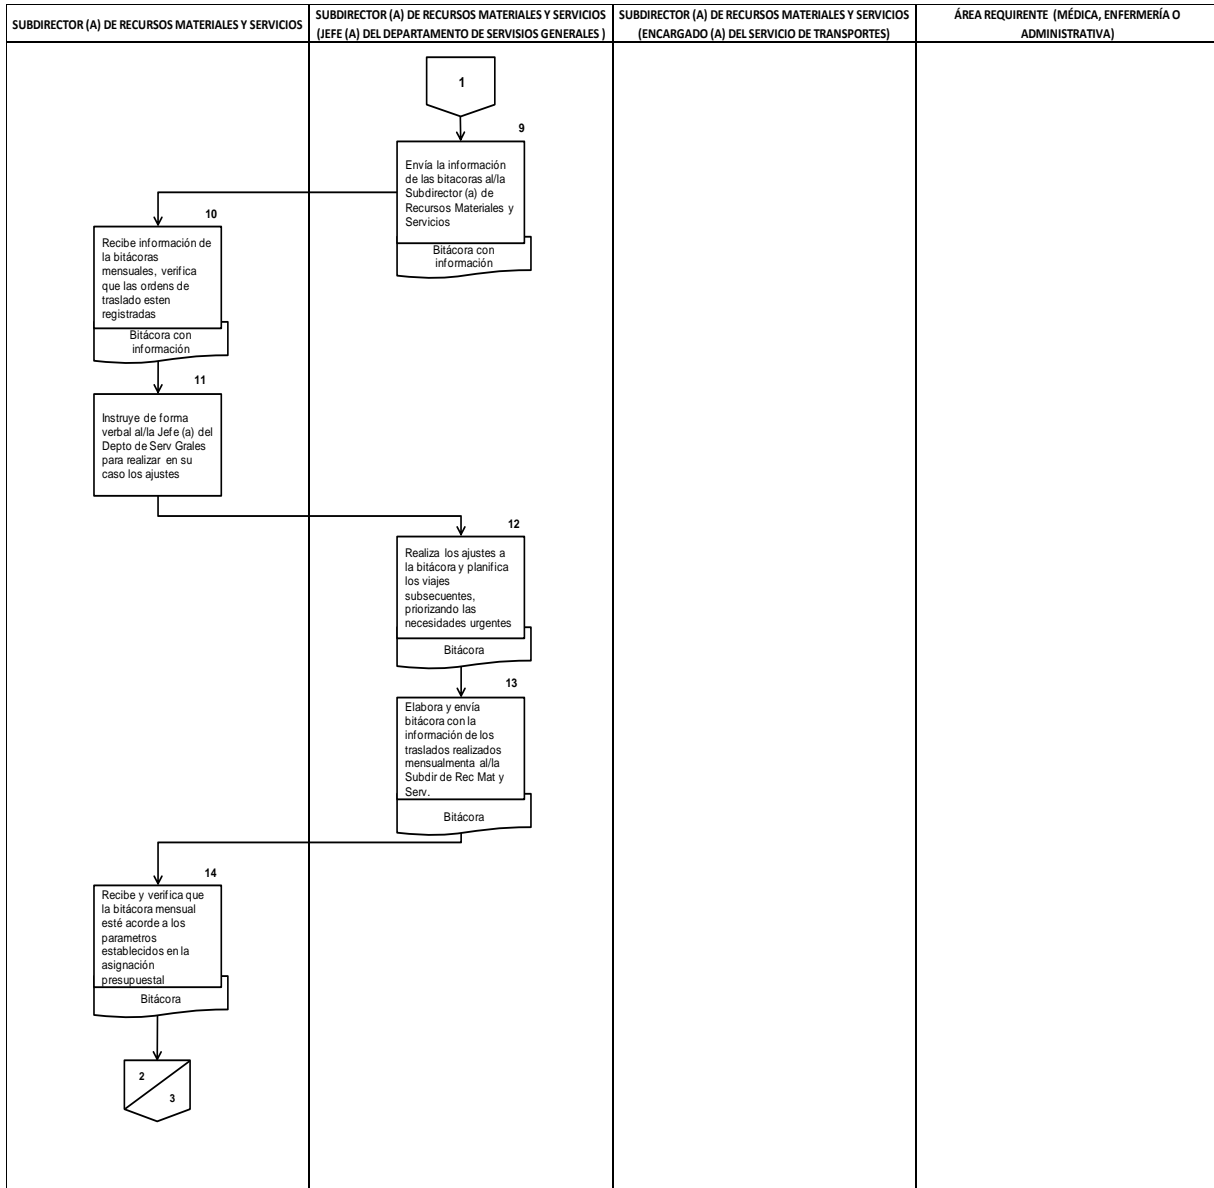 SUBDIRECTOR (A) DE RECURSOS MATERIALES Y SERVICIOS
SUBDIRECTOR (A) DE RECURSOS MATERIALES Y SERVICIOS
(JEFE (A) DEL DEPARTAMENTO DE SERVISIOS GENERALES )
SUBDIRECTOR (A) DE RECURSOS MATERIALES Y SERVICIOS
(ENCARGADO (A) DEL SERVICIO DE TRANSPORTES)
ÁREA REQUIRENTE (MÉDICA, ENFERMERÍA O
ADMINISTRATIVA)
1
9
Envía la información
de las bitacoras al/la
Subdirector (a) de
Recursos Materiales y
Servicios
Bitácora con
información
10
Recibe información de
la bitácoras
mensuales, verifica
que las ordens de
traslado esten
registradas
Bitácora con
información
11
Instruye de forma
verbal al/la Jefe (a) del
Depto de Serv Grales
para realizar en su
caso los ajustes
12
Realiza los ajustes a
la bitácora y planifica
los viajes
subsecuentes,
priorizando las
necesidades urgentes
Bitácora
13
Elabora y envía
bitácora con la
información de los
traslados realizados
mensualmenta al/la
Subdir de Rec Mat y
Serv.
Bitácora
14
Recibe y verifica que
la bitácora mensual
esté acorde a los
parametros
establecidos en la
asignación
presupuestal
Bitácora
2
3